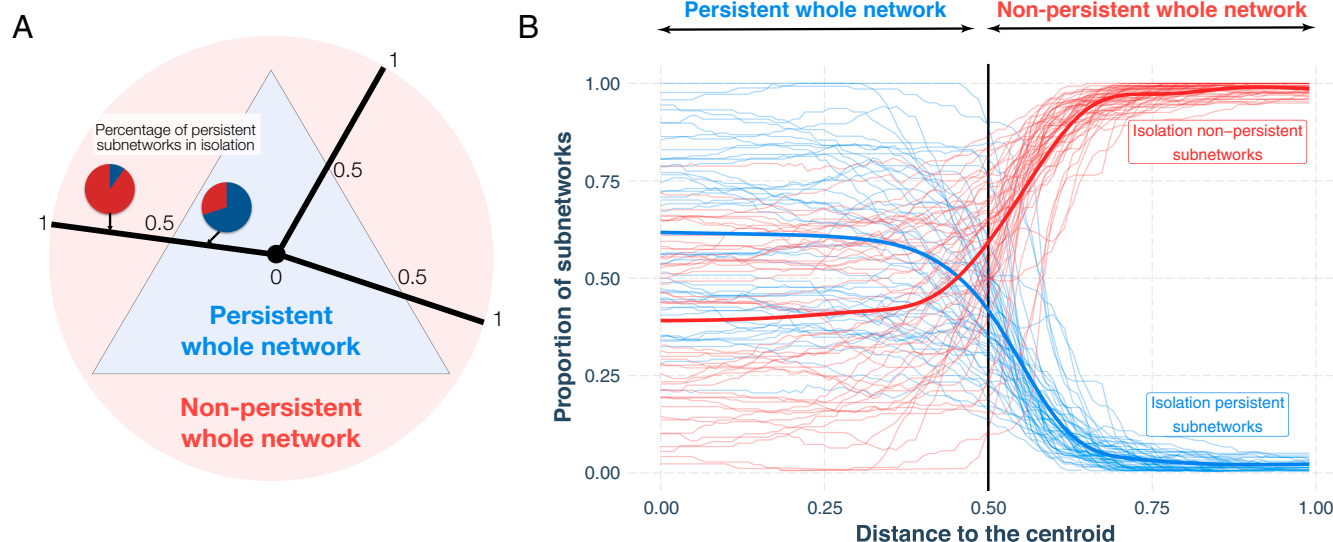 A
1
Percentage of persistent
subnetworks in isolation
0.5
1
0.5
0
0.5
1
Persistent
whole network
Non-persistent
whole network
B
Persistent whole network
Non-persistent whole network
Proportion of subnetworks
1.00
0.75
0.50
0.25
0.00
Isolation non–persistent
subnetworks
Isolation persistent
subnetworks
0.00
0.25
0.50
0.75
1.00
Distance to the centroid